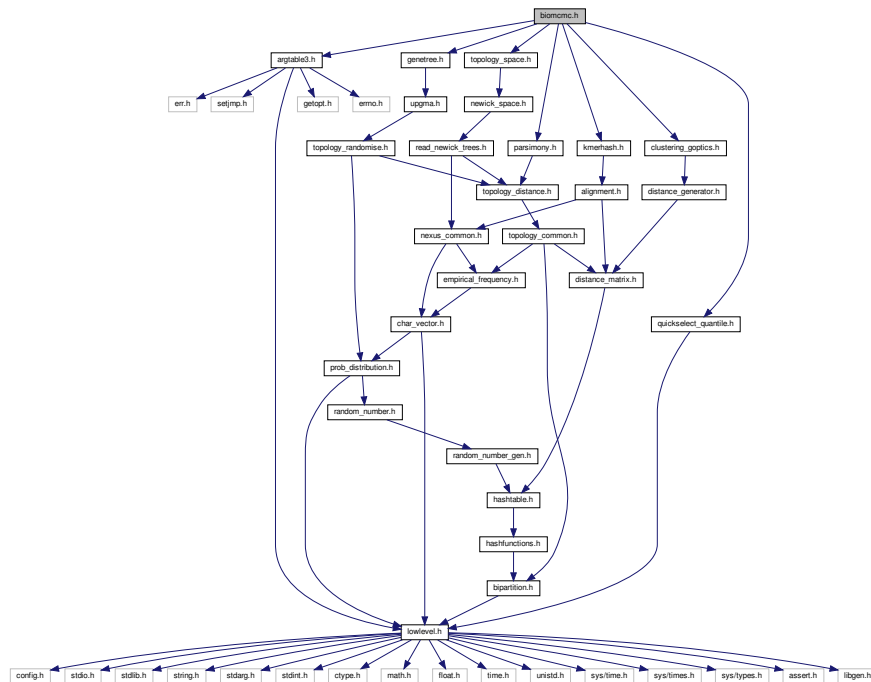 biomcmc.h
argtable3.h
genetree.h
topology_space.h
err.h
setjmp.h
getopt.h
errno.h
upgma.h
newick_space.h
topology_randomise.h
read_newick_trees.h
parsimony.h
kmerhash.h
clustering_goptics.h
topology_distance.h
alignment.h
distance_generator.h
nexus_common.h
topology_common.h
empirical_frequency.h
distance_matrix.h
char_vector.h
quickselect_quantile.h
prob_distribution.h
random_number.h
random_number_gen.h
hashtable.h
hashfunctions.h
bipartition.h
lowlevel.h
config.h
stdio.h
stdlib.h
string.h
stdarg.h
stdint.h
ctype.h
math.h
float.h
time.h
unistd.h
sys/time.h
sys/times.h
sys/types.h
assert.h
libgen.h